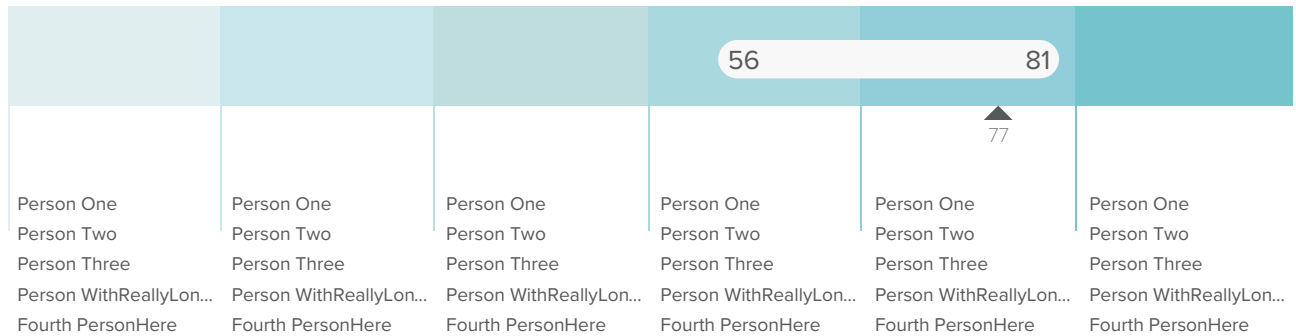 56 81
77
Person One Person One Person One Person One Person One Person One
Person Two Person Two Person Two Person Two Person Two Person Two
Person Three Person Three Person Three Person Three Person Three Person Three
Person WithReallyLon... Person WithReallyLon... Person WithReallyLon... Person WithReallyLon... Person WithReallyLon... Person WithReallyLon...
Fourth PersonHere Fourth PersonHere Fourth PersonHere Fourth PersonHere Fourth PersonHere Fourth PersonHere